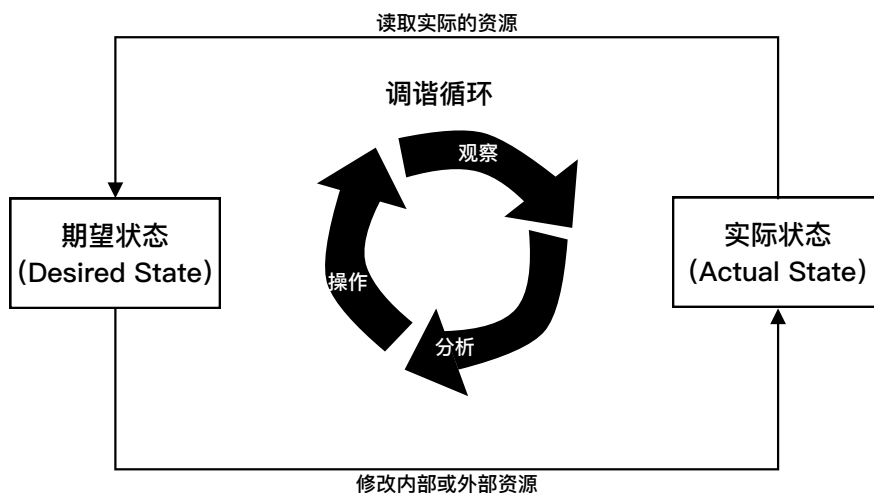 读取实际的资源
调谐循环
观察
期望状态
(Desired State)
实际状态
(Actual State)
操作
分析
修改内部或外部资源